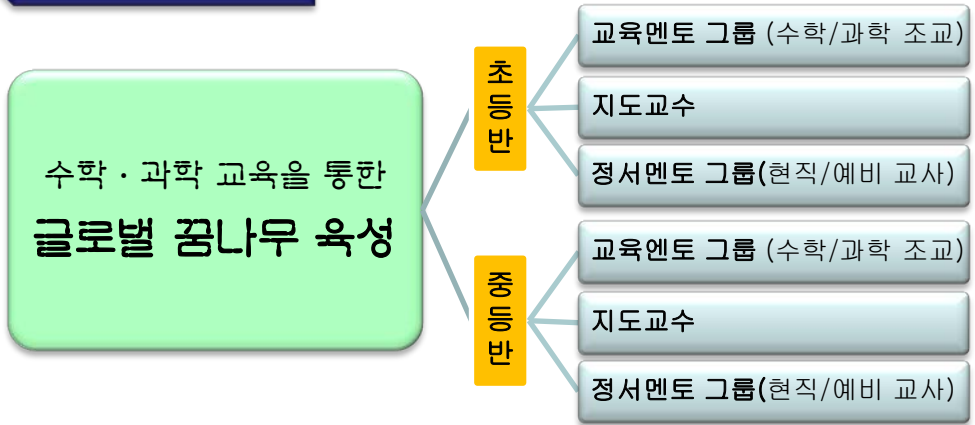 수학·과학 교육을 통한
글로벌 꿈나무 육성
초등반
교육멘토 그룹 (수학/과학 조교)
지도교수
정서멘토 그룹(현직/예비 교사)
중등반
교육엔토 그룹 (수학/과학 조교)
지도교수
정서멘토 그룹(현직/예비 교사)